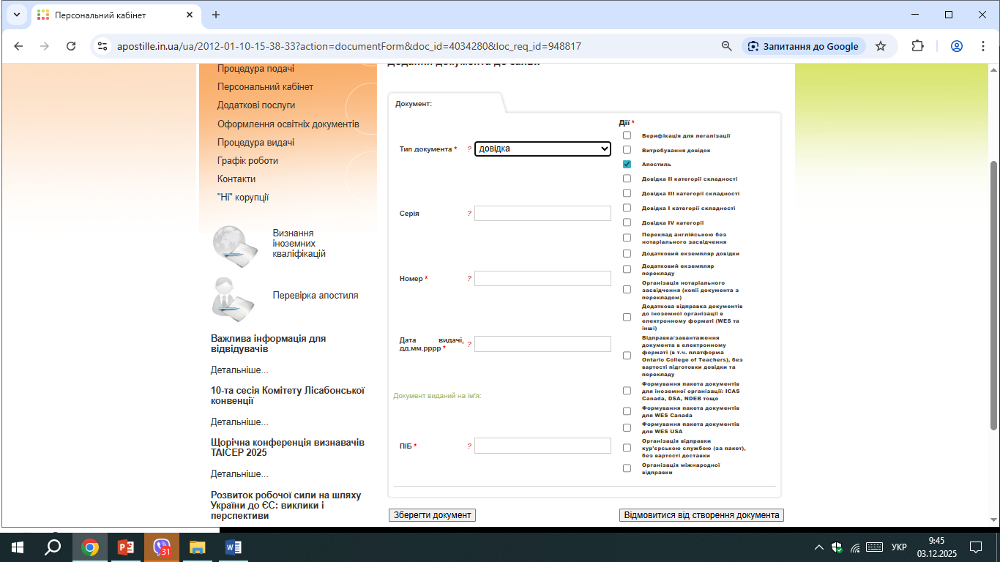 Персональний кабінет
apostille.in.ua/ua/2012-01-10-15-38-33?action=documentForm&doc_id=4034280&loc_req_id=948817
Запитання до Google
Процедура подачі
Персональний кабінет
Додаткові послуги
Оформлення освітніх документів
Процедура видачі
Графік роботи
Контакти
"Ні" корупції
Визнання
іноземних
кваліфікацій
Перевірка апостиля
Важлива інформація для
відвідувачів
Детальніше...
10-та сесія Комітету Лісабонської
конвенції
Детальніше...
Щорічна конференція визнавачів
ТАІСЕР 2025
Детальніше...
Розвиток робочої сили на шляху
України до ЄС: виклики і
перспективи
Додання документа до заяви
Документ:
Тип документа * ? довідка
Серія ?
Номер * ?
Дата видачі,
дд.мм.рррр * ?
Документ виданий на ім'я:
ПІБ * ?
Дії *
Верифікація для легалізації
Витребування довідок
Апостиль
Довідка II категорії складності
Довідка III категорії складності
Довідка I категорії складності
Довідка IV категорії
Переклад англійською без
нотаріального засвідчення
Додатковий екземпляр довідки
Додатковий екземпляр
перекладу
Організація нотаріального
засвідчення (копії документа з
перекладом)
Додаткова відправка документів
до іноземної організації в
електронному форматі (WES та
інші)
Відправка/завантаження
документа в електронному
форматі (в т.ч. платформа
Ontario College of Teachers), без
вартості підготовки довідки та
перекладу
Формування пакета документів
для іноземної організації: ICAS
Canada, DSA, NDEB тощо
Формування пакета документів
для WES Canada
Формування пакета документів
для WES USA
Організація відправки
кур'єрською службою (за пакет),
без вартості доставки
Організація міжнародної
відправки
Зберегти документ
Відмовитися від створення документа
31
УКР
9:45
03.12.2025